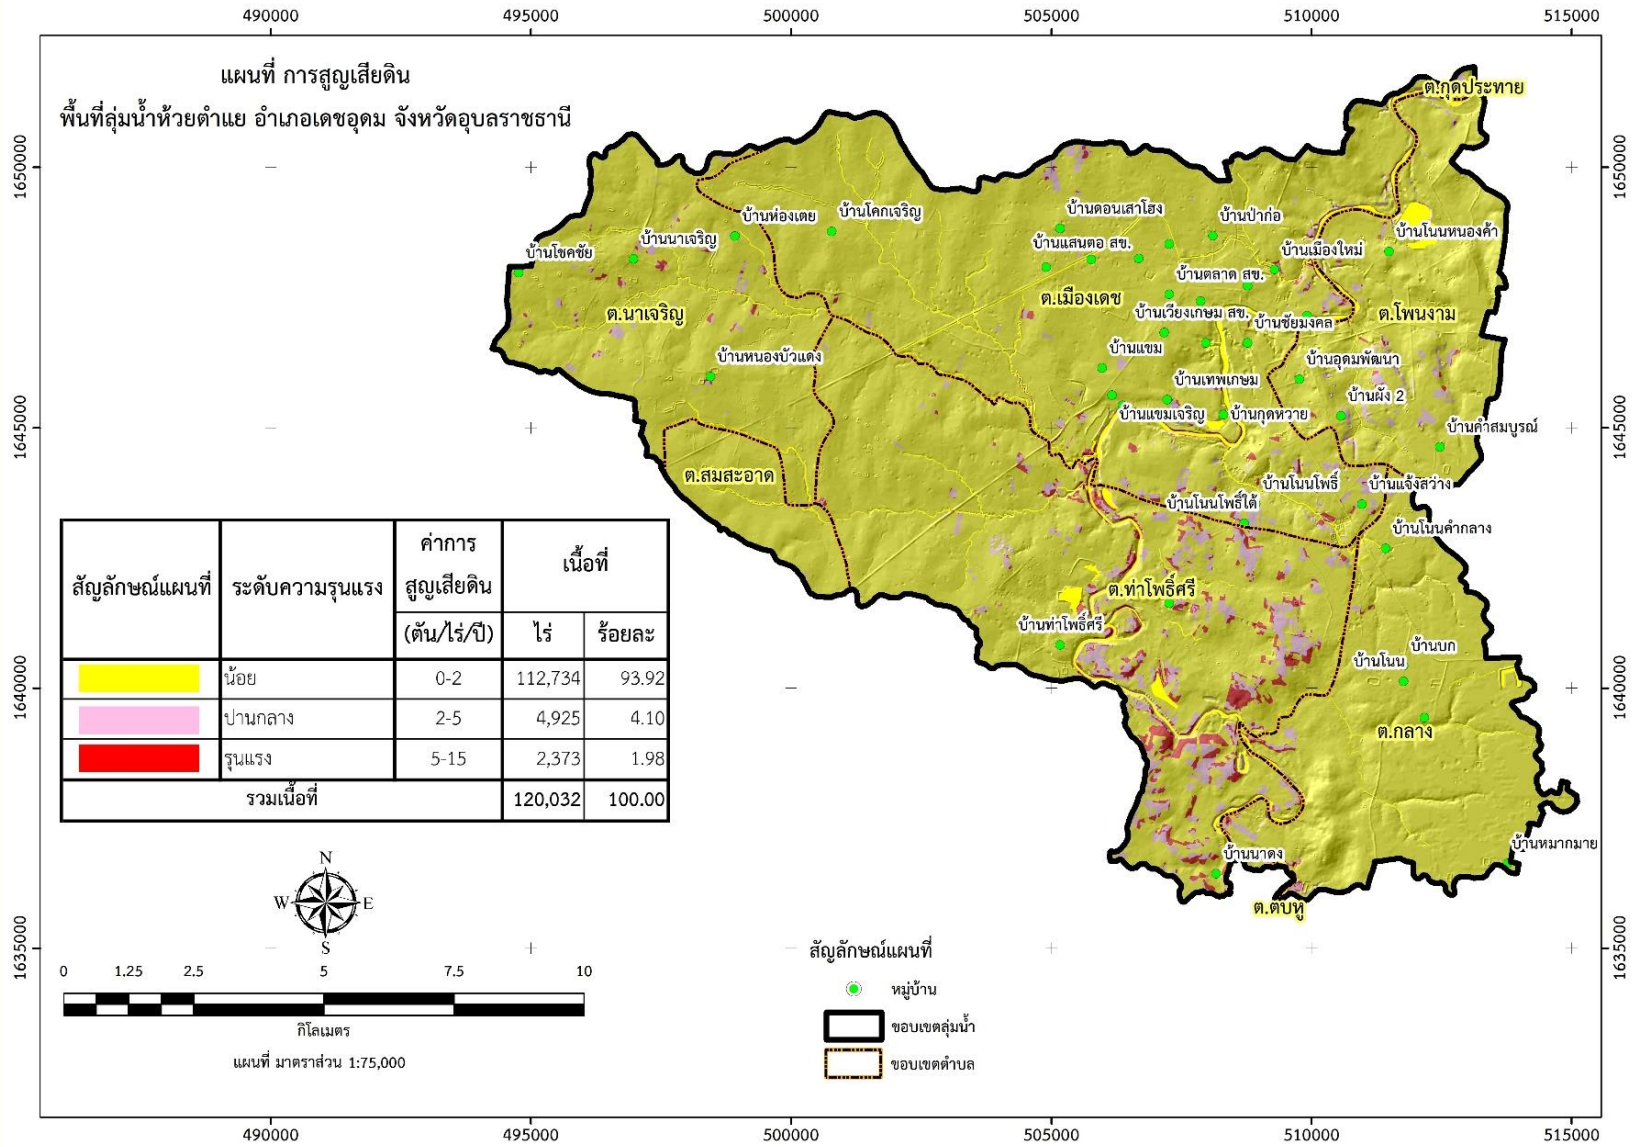 490000 495000 500000 505000 510000 515000
แผนที่ การสูญเสียดิน
พื้นที่ลุ่มน้ำห้วยตำแย อำเภอเดชอุดม จังหวัดอุบลราชธานี
ต.กุดประทาย
1650000
1650000
บ้านห่องเตย
บ้านโคกเจริญ
บ้านดอนเสาโฮง
บ้านป่าก่อ
บ้านโนนหนองค้า
บ้านโชคชัย
บ้านนาเจริญ
บ้านแสนตอ สข.
บ้านเมืองใหม่
บ้านตลาด สข.
ต.นาเจริญ
ต.เมืองเดช
บ้านเวียงเกษม สข.
บ้านชัยมงคล
ต.โพนงาม
บ้านหนองบัวแดง
บ้านแขม
บ้านอุดมพัฒนา
บ้านเทพเกษม
บ้านผัง 2
บ้านแขมเจริญ
บ้านกุดหวาย
บ้านคำสมบูรณ์
1645000
1645000
ต.สมสะอาด
บ้านโนนโพธิ์
บ้านแจ้งสว่าง
บ้านโนนโพธิ์ใต้
บ้านโนนคำกลาง
ต.ท่าโพธิ์ศรี
บ้านท่าโพธิ์ศรี
บ้านบก
บ้านโนน
ต.กลาง
1640000
1640000
บ้านหมากมาย
บ้านนาดง
ต.ตบหู
สัญลักษณ์แผนที่ ระดับความรุนแรง ค่าการ
สูญเสียดิน
(ตัน/ไร่/ปี) เนื้อที่
ไร่ ร้อยละ
น้อย 0-2 112,734 93.92
ปานกลาง 2-5 4,925 4.10
รุนแรง 5-15 2,373 1.98
รวมเนื้อที่ 120,032 100.00
N
W E
S
1635000
1635000
0 1.25 2.5 5 7.5 10
กิโลเมตร
แผนที่ มาตราส่วน 1:75,000
สัญลักษณ์แผนที่
หมู่บ้าน
ขอบเขตลุ่มน้ำ
ขอบเขตตำบล
490000 495000 500000 505000 510000 515000